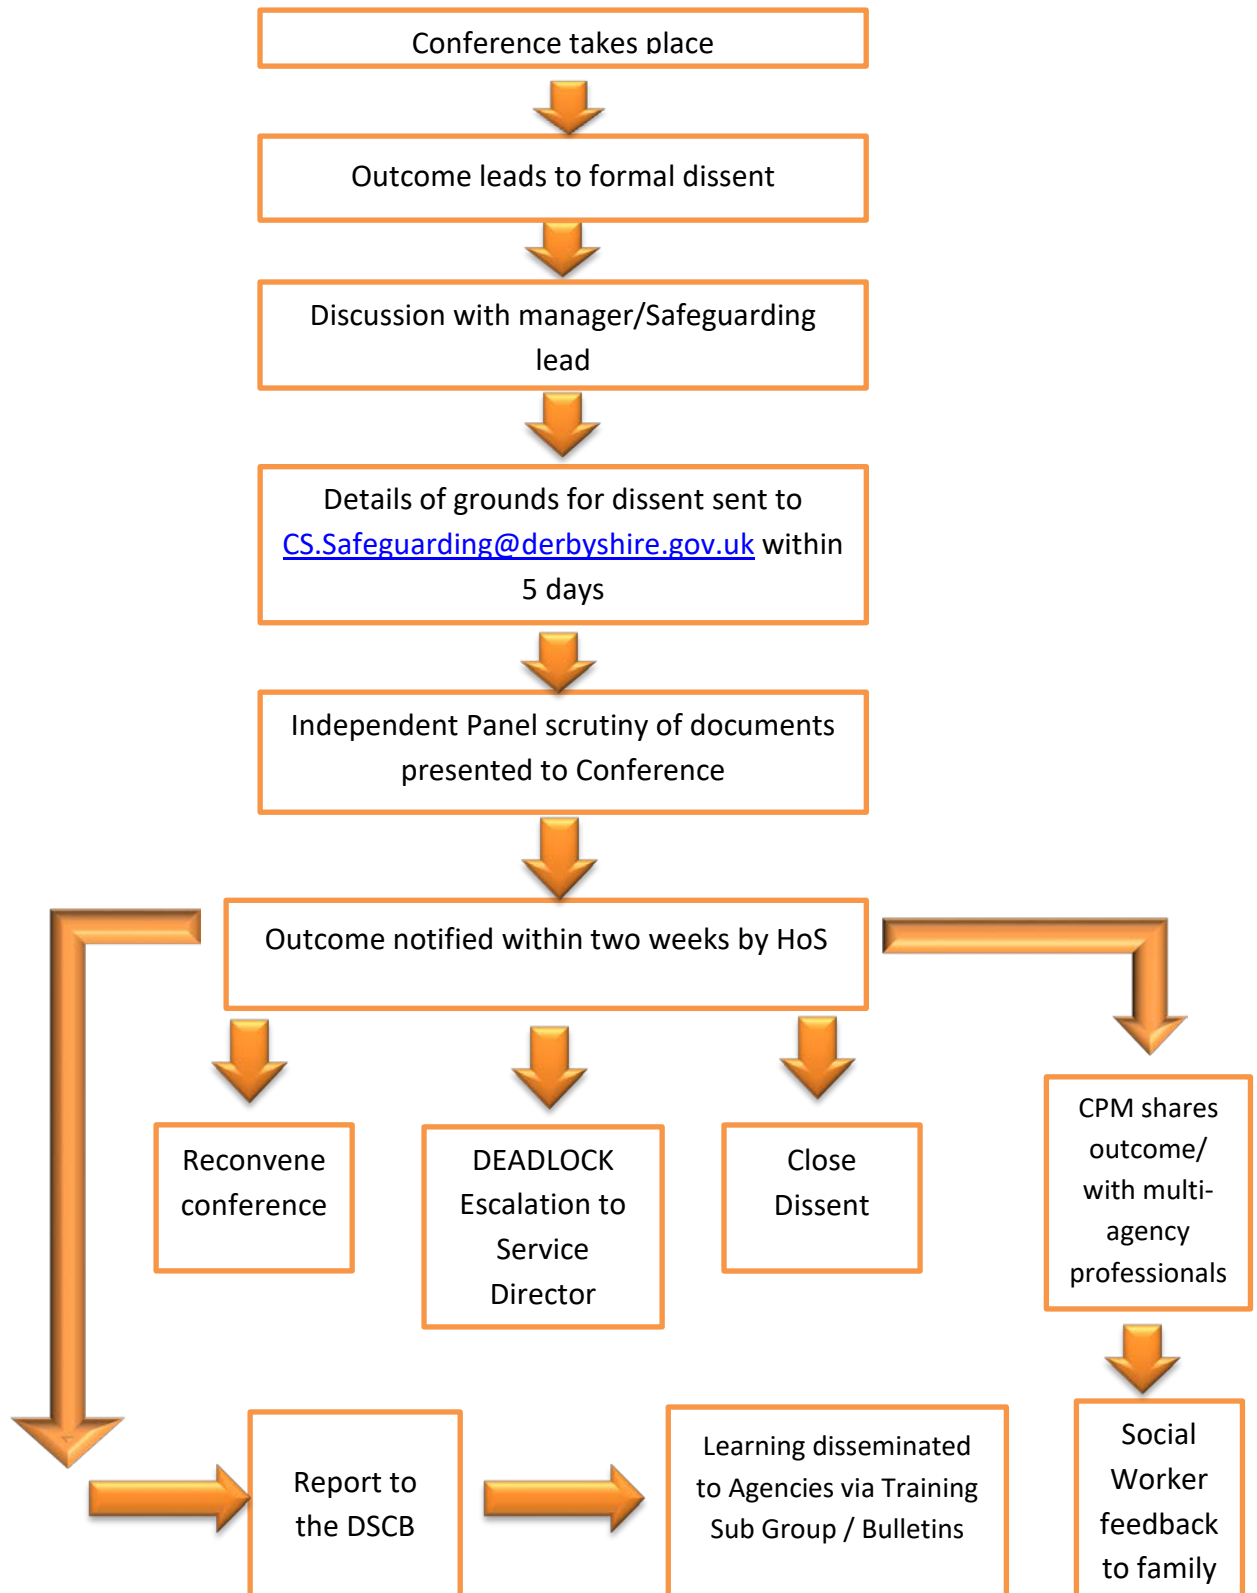 Conference takes place
Outcome leads to formal dissent
Discussion with manager/Safeguarding
lead
Details of grounds for dissent sent to
CS.Safeguarding@derbyshire.gov.uk within
5 days
Independent Panel scrutiny of documents
presented to Conference
Outcome notified within two weeks by HoS
Reconvene
conference
DEADLOCK
Escalation to
Service
Director
Close
Dissent
CPM shares
outcome/
with multi-
agency
professionals
Report to
the DSCB
Learning disseminated
to Agencies via Training
Sub Group / Bulletins
Social
Worker
feedback
to family